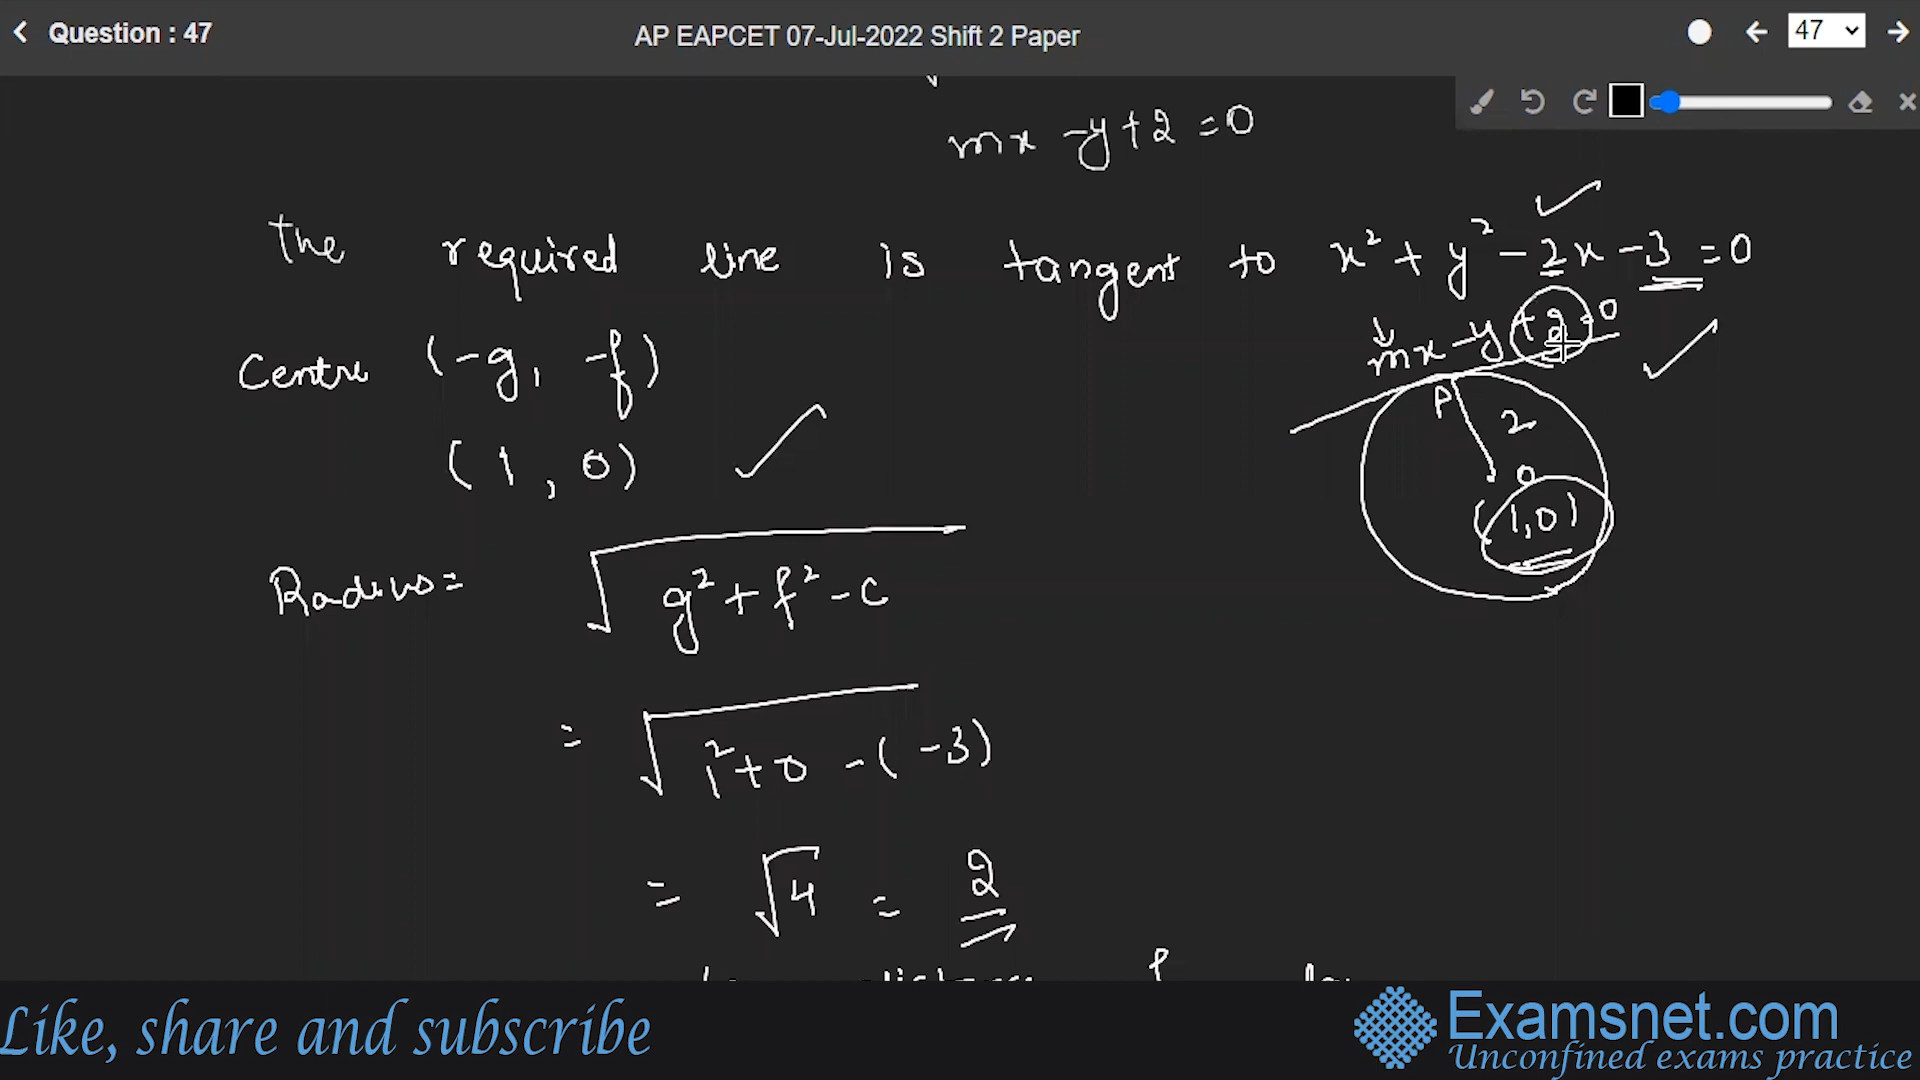 Question : 47
AP EAPCET 07-Jul-2022 Shift 2 Paper
47
mx -y+2 =0
The required line is tangent to x² + y² - 2x - 3 = 0
mx - y + 2 = 0
Centre (-g, -f)
P
2
(1, 0)
O
(1,0)
Radius = √g² + f² - c
= √1² + 0 - (-3)
= √4 = 2
distance
Like, share and subscribe
Examsnet.com
Unconfined exams practice